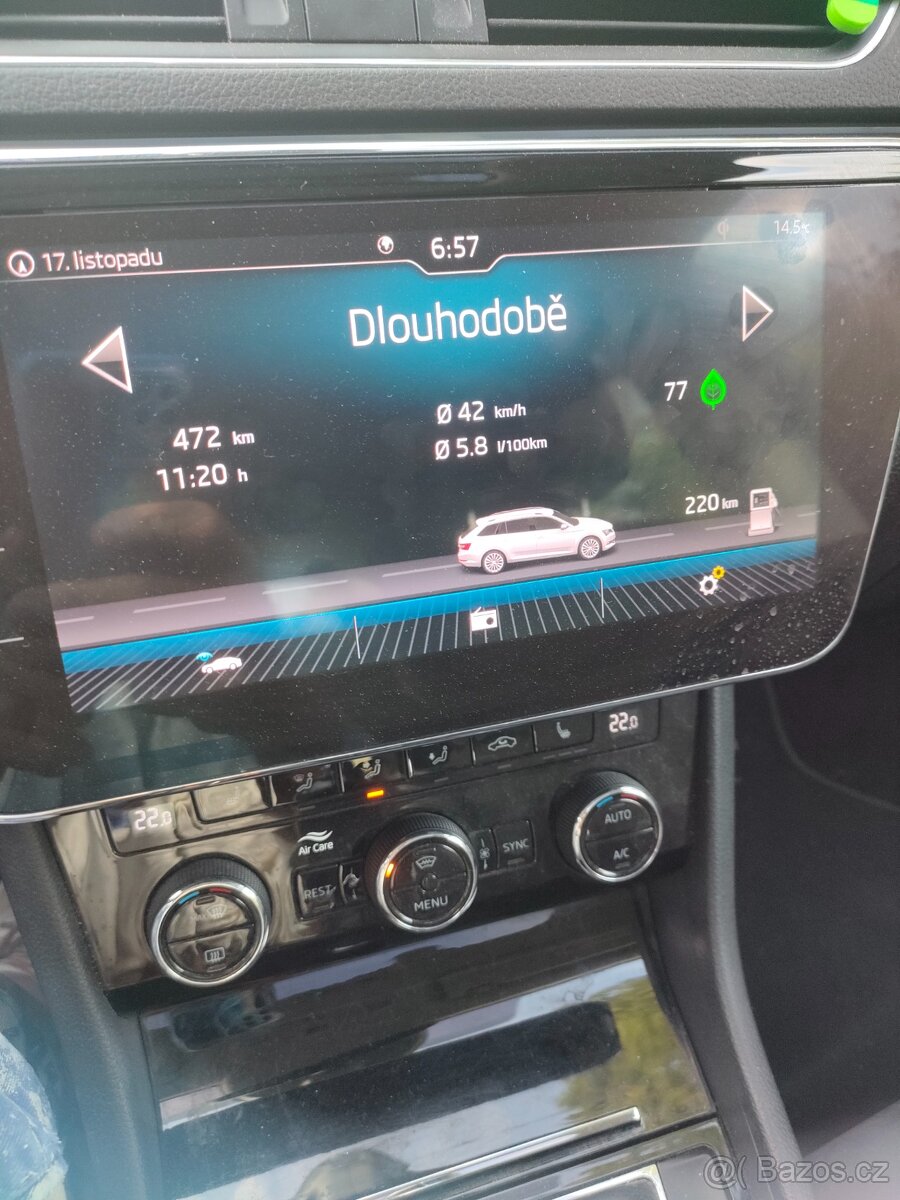 17. listopadu
6:57
14.5°c
Dlouhodobě
472 km
11:20 h
Ø 42 km/h
Ø 5.8 l/100km
77
220 km
22.0
22.0
Air Care
REST
MENU
SYNC
AUTO
A/C
MAX
Bazos.cz